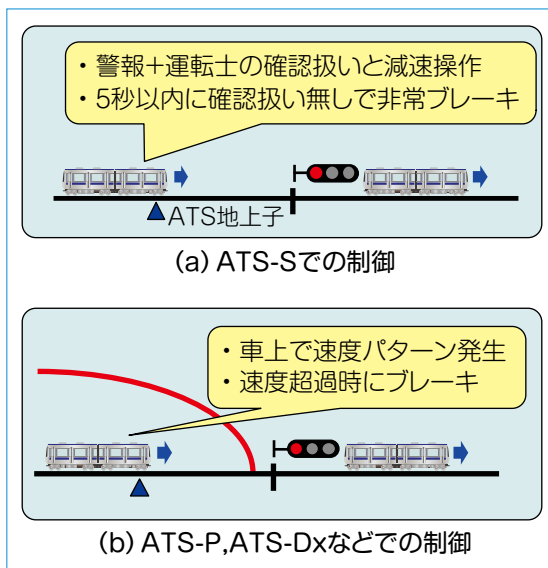 ・警報＋運転士の確認扱いと減速操作
・5秒以内に確認扱い無しで非常ブレーキ
ATS地上子
(a) ATS-Sでの制御
・車上で速度パターン発生
・速度超過時にブレーキ
(b) ATS-P,ATS-Dxなどでの制御